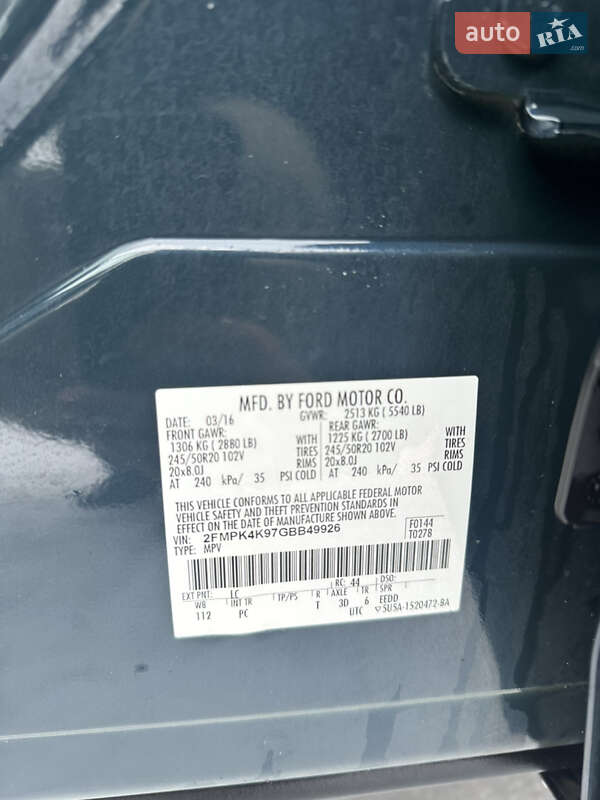 auto RIA .com
MFD. BY FORD MOTOR CO.
DATE: 03/16 GVWR: 2513 KG ( 5540 LB)
FRONT GAWR: REAR GAWR:
1306 KG ( 2880 LB) WITH 1225 KG ( 2700 LB) WITH
245/50R20 102V TIRES 245/50R20 102V TIRES
20x8.0J RIMS 20x8.0J RIMS
AT 240 kPa/ 35 PSI COLD AT 240 kPa/ 35 PSI COLD
THIS VEHICLE CONFORMS TO ALL APPLICABLE FEDERAL MOTOR
VEHICLE SAFETY AND THEFT PREVENTION STANDARDS IN
EFFECT ON THE DATE OF MANUFACTURE SHOWN ABOVE.
VIN: 2FMPK4K97GBB49926 F0144
TYPE: MPV T0278
EXT PNT: LC RC: 44 DSO:
WB INT TR TP/PS R AXLE TR SPR
112 PC T 3D 6 EFDD
UTC ▽5U5A-1520472-BA